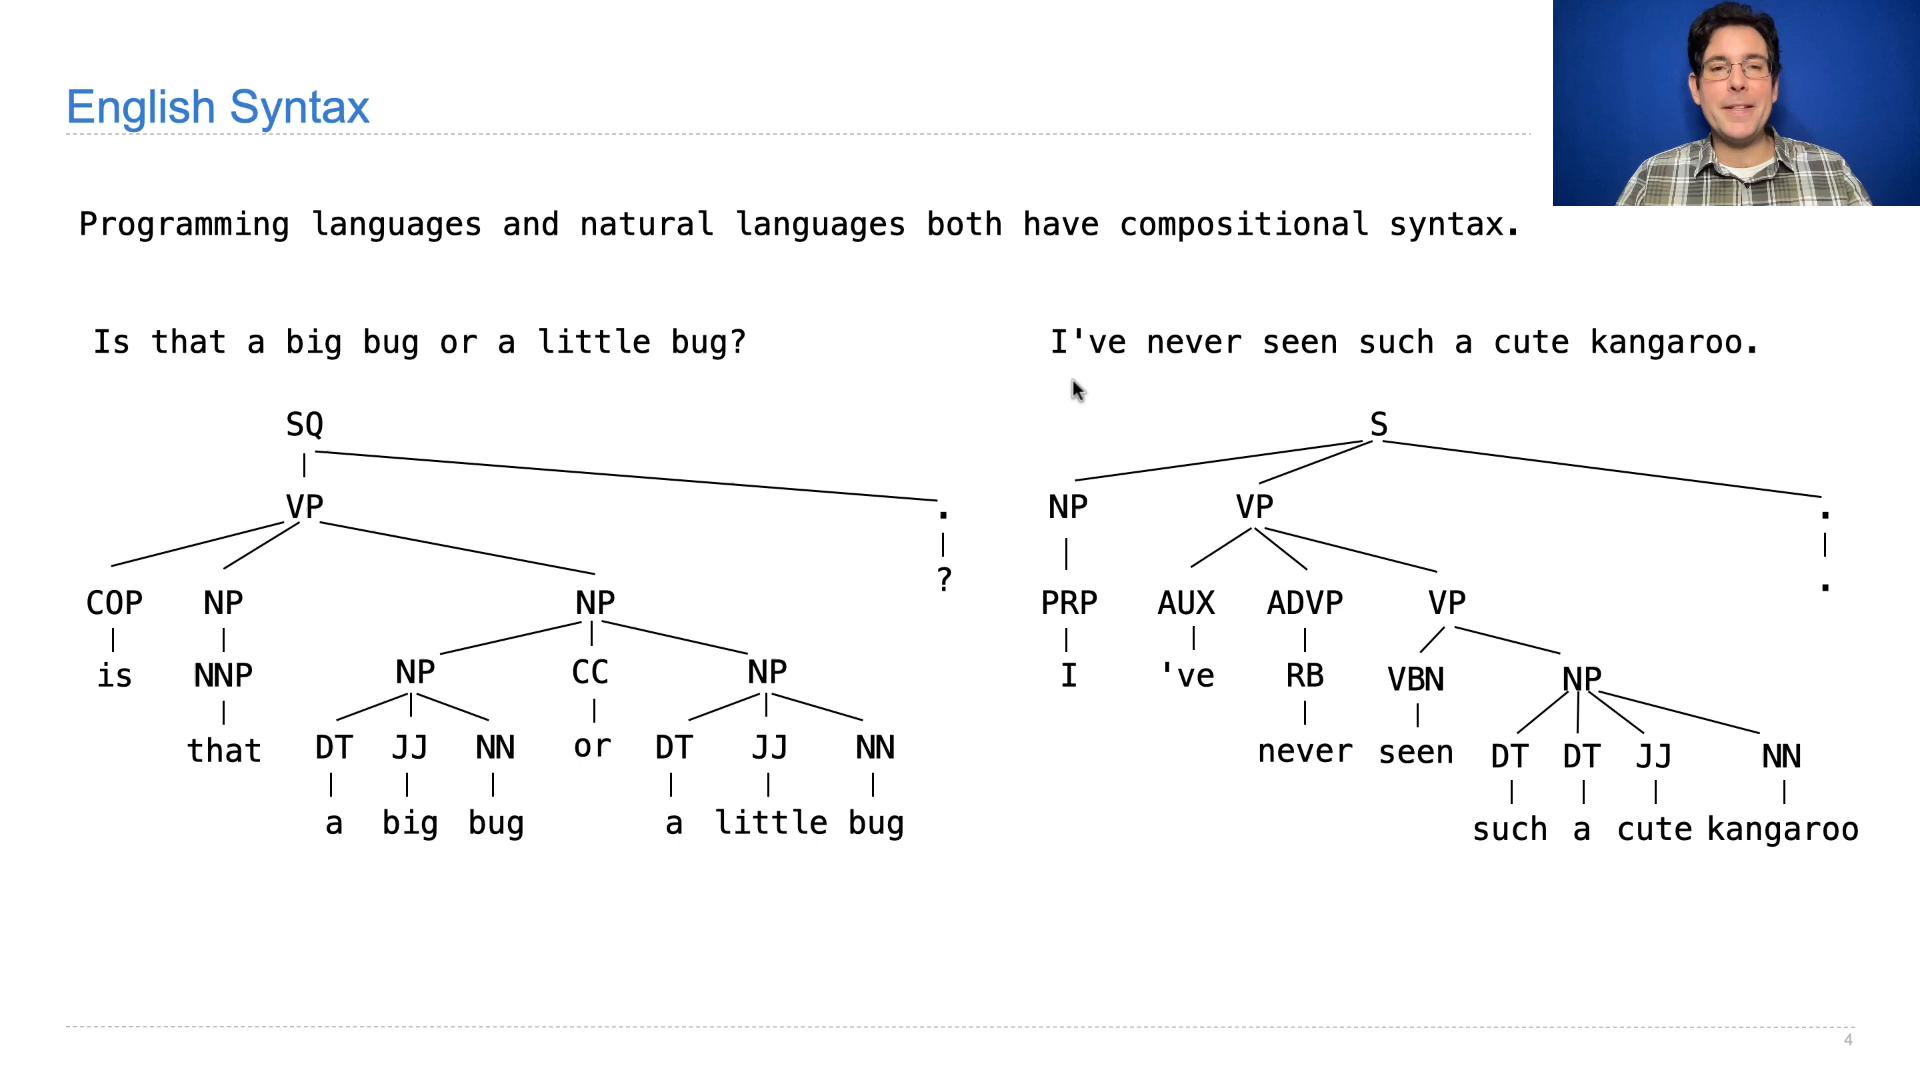 English Syntax
Programming languages and natural languages both have compositional syntax.
Is that a big bug or a little bug?
SQ
VP .
COP NP NP ?
is NNP NP CC NP
that DT JJ NN or DT JJ NN
a big bug a little bug
I've never seen such a cute kangaroo.
S
NP VP .
PRP AUX ADVP VP .
I 've RB VBN NP
never seen DT DT JJ NN
such a cute kangaroo
4